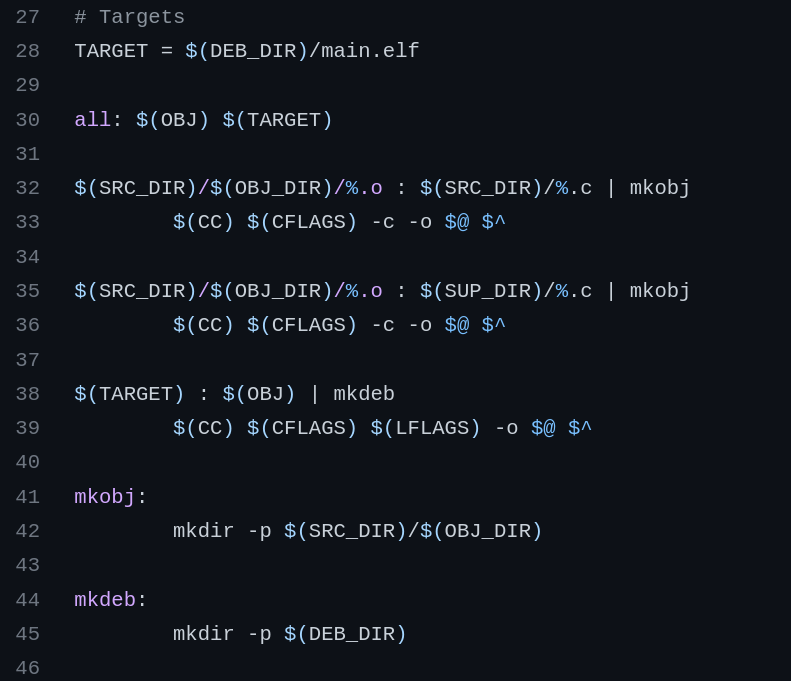 27 # Targets
28 TARGET = $(DEB_DIR)/main.elf
29
30 all: $(OBJ) $(TARGET)
31
32 $(SRC_DIR)/$(OBJ_DIR)/%.o : $(SRC_DIR)/%.c | mkobj
33         $(CC) $(CFLAGS) -c -o $@ $^
34
35 $(SRC_DIR)/$(OBJ_DIR)/%.o : $(SUP_DIR)/%.c | mkobj
36         $(CC) $(CFLAGS) -c -o $@ $^
37
38 $(TARGET) : $(OBJ) | mkdeb
39         $(CC) $(CFLAGS) $(LFLAGS) -o $@ $^
40
41 mkobj:
42         mkdir -p $(SRC_DIR)/$(OBJ_DIR)
43
44 mkdeb:
45         mkdir -p $(DEB_DIR)
46